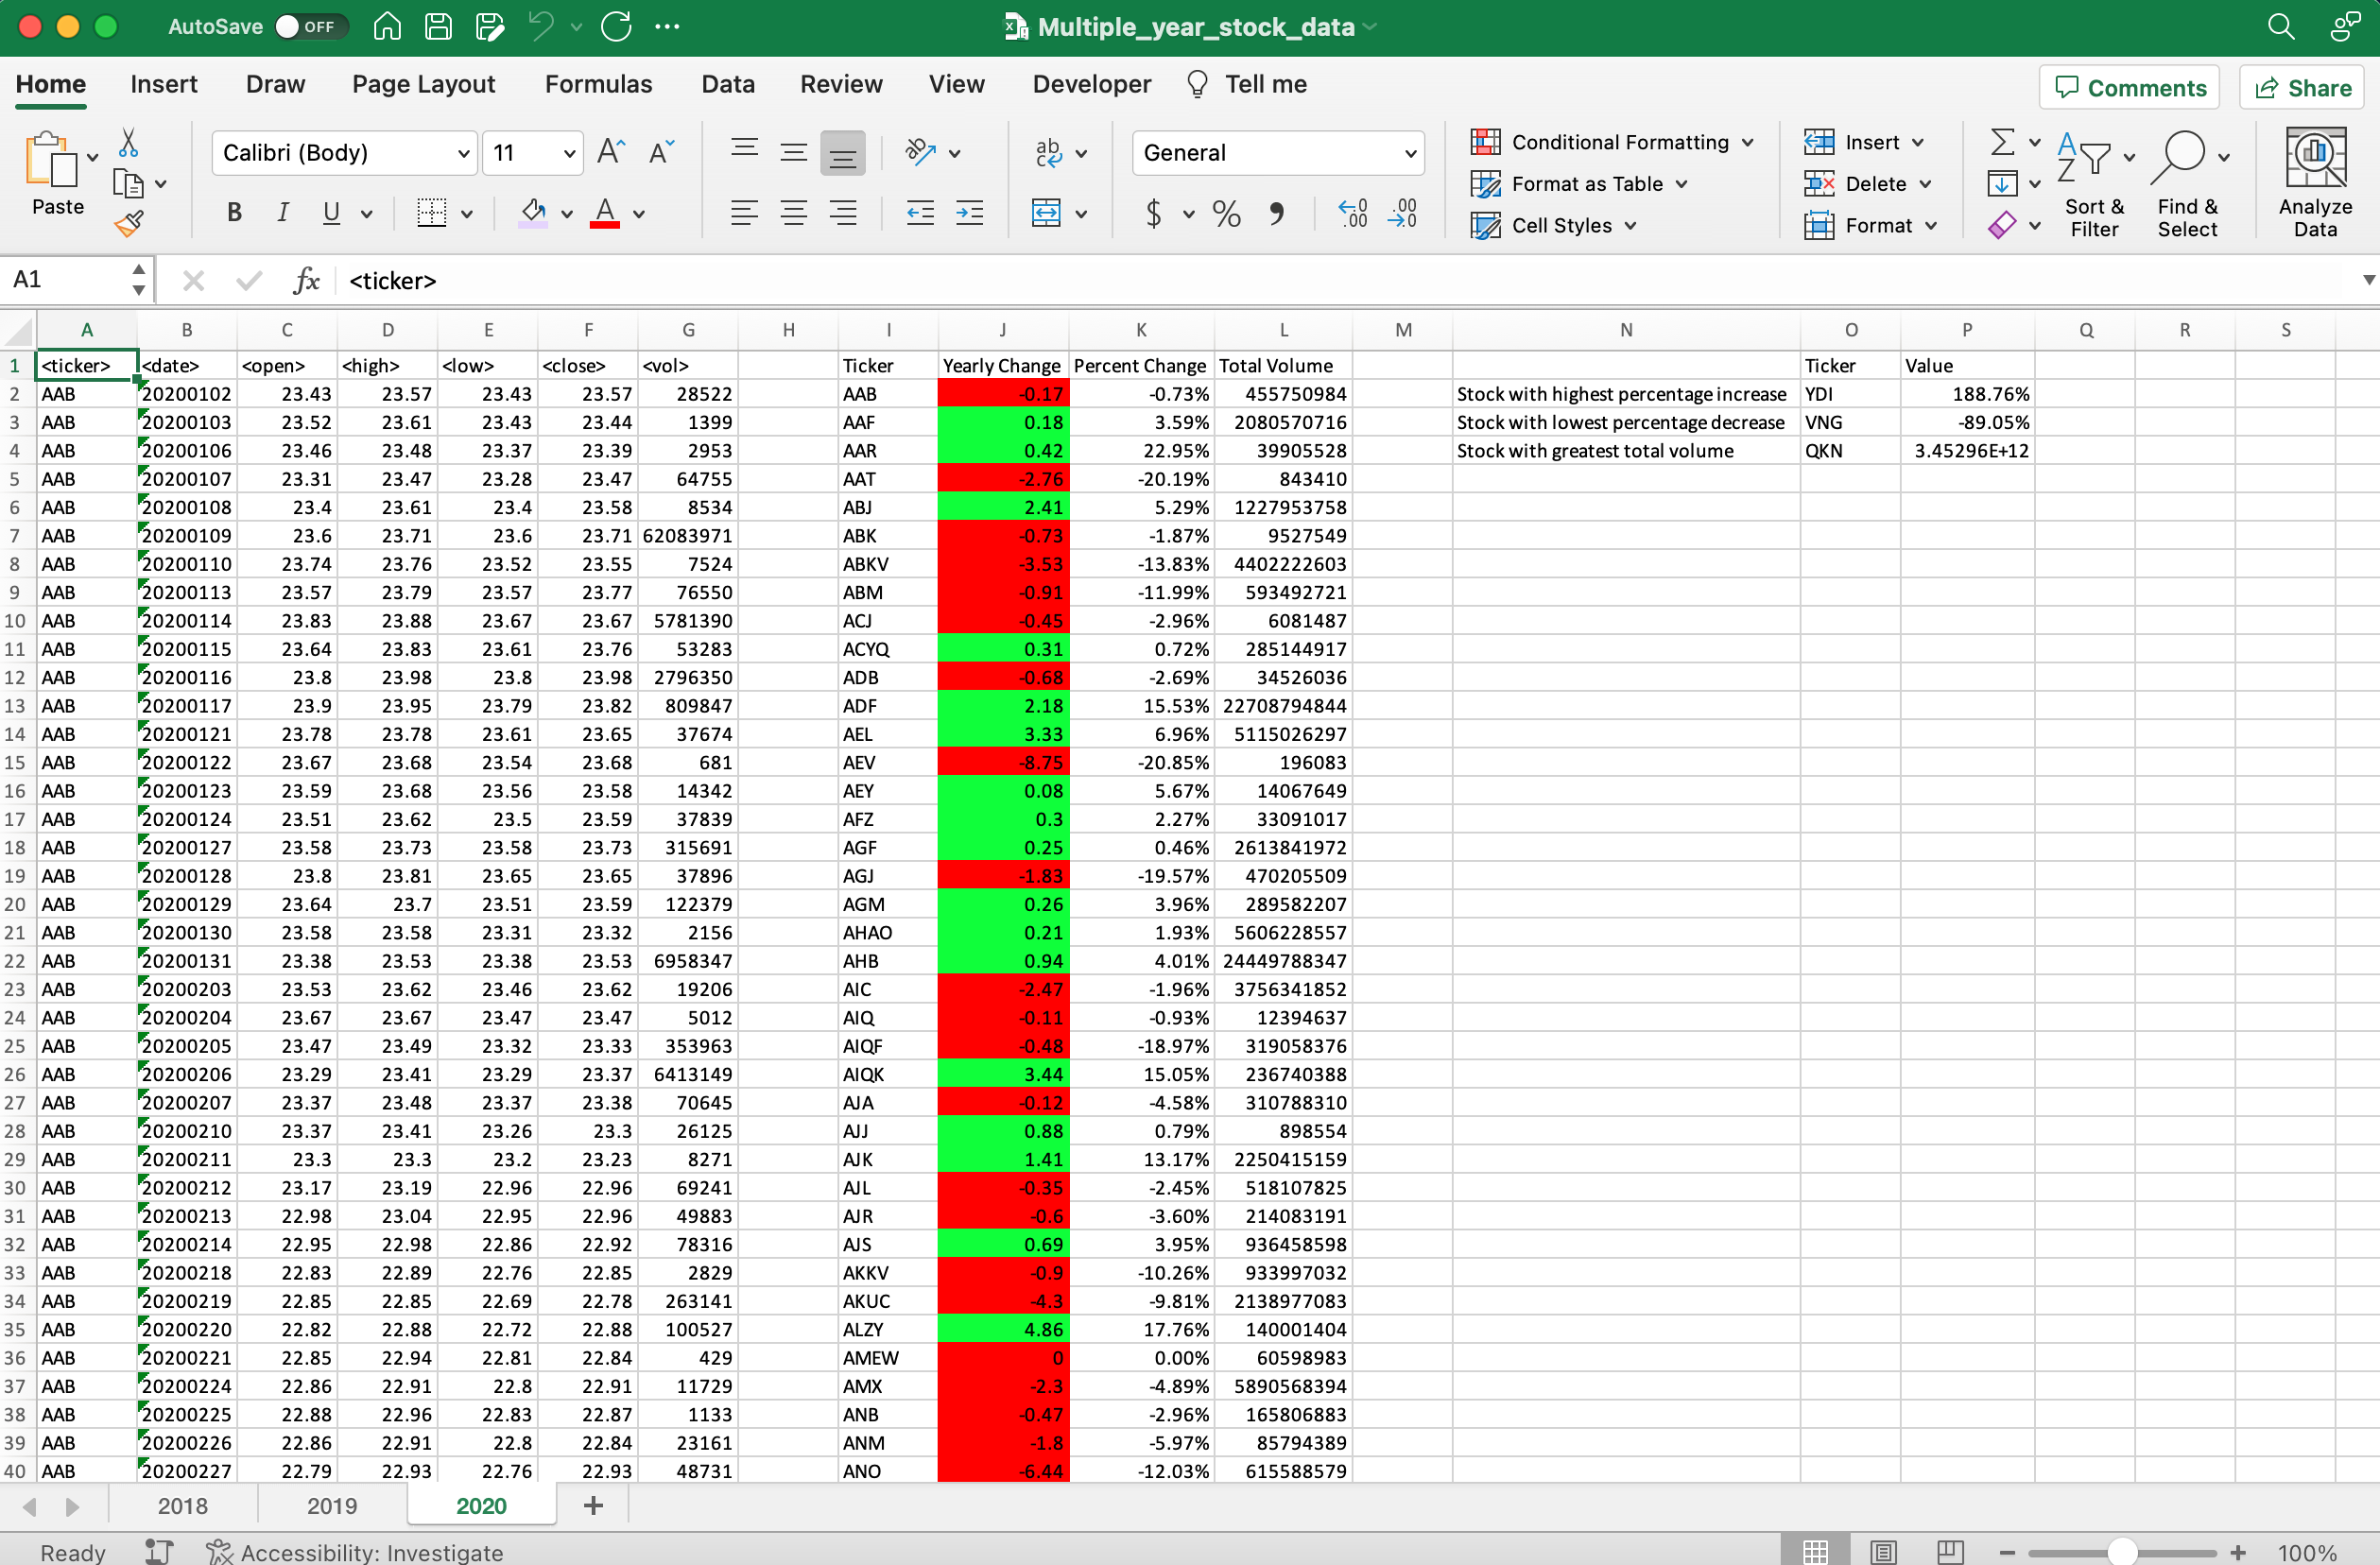 AutoSave OFF Multiple_year_stock_data
Home Insert Draw Page Layout Formulas Data Review View Developer Tell me Comments Share
Paste Calibri (Body) 11 General Conditional Formatting Format as Table Cell Styles Insert Delete Format Sort & Filter Find & Select Analyze Data
A1 fx <ticker>
A B C D E F G H I J K L M N O P Q R S
1 <ticker> <date> <open> <high> <low> <close> <vol> Ticker Yearly Change Percent Change Total Volume Ticker Value
2 AAB 20200102 23.43 23.57 23.43 23.57 28522 AAB -0.17 -0.73% 455750984 Stock with highest percentage increase YDI 188.76%
3 AAB 20200103 23.52 23.61 23.43 23.44 1399 AAF 0.18 3.59% 2080570716 Stock with lowest percentage decrease VNG -89.05%
4 AAB 20200106 23.46 23.48 23.37 23.39 2953 AAR 0.42 22.95% 39905528 Stock with greatest total volume QKN 3.45296E+12
5 AAB 20200107 23.31 23.47 23.28 23.47 64755 AAT -2.76 -20.19% 843410
6 AAB 20200108 23.4 23.61 23.4 23.58 8534 ABJ 2.41 5.29% 1227953758
7 AAB 20200109 23.6 23.71 23.6 23.71 62083971 ABK -0.73 -1.87% 9527549
8 AAB 20200110 23.74 23.76 23.52 23.55 7524 ABKV -3.53 -13.83% 4402222603
9 AAB 20200113 23.57 23.79 23.57 23.77 76550 ABM -0.91 -11.99% 593492721
10 AAB 20200114 23.83 23.88 23.67 23.67 5781390 ACJ -0.45 -2.96% 6081487
11 AAB 20200115 23.64 23.83 23.61 23.76 53283 ACYQ 0.31 0.72% 285144917
12 AAB 20200116 23.8 23.98 23.8 23.98 2796350 ADB -0.68 -2.69% 34526036
13 AAB 20200117 23.9 23.95 23.79 23.82 809847 ADF 2.18 15.53% 22708794844
14 AAB 20200121 23.78 23.78 23.61 23.65 37674 AEL 3.33 6.96% 5115026297
15 AAB 20200122 23.67 23.68 23.54 23.68 681 AEV -8.75 -20.85% 196083
16 AAB 20200123 23.59 23.68 23.56 23.58 14342 AEY 0.08 5.67% 14067649
17 AAB 20200124 23.51 23.62 23.5 23.59 37839 AFZ 0.3 2.27% 33091017
18 AAB 20200127 23.58 23.73 23.58 23.73 315691 AGF 0.25 0.46% 2613841972
19 AAB 20200128 23.8 23.81 23.65 23.65 37896 AGJ -1.83 -19.57% 470205509
20 AAB 20200129 23.64 23.7 23.51 23.59 122379 AGM 0.26 3.96% 289582207
21 AAB 20200130 23.58 23.58 23.31 23.32 2156 AHAO 0.21 1.93% 5606228557
22 AAB 20200131 23.38 23.53 23.38 23.53 6958347 AHB 0.94 4.01% 24449788347
23 AAB 20200203 23.53 23.62 23.46 23.62 19206 AIC -2.47 -1.96% 3756341852
24 AAB 20200204 23.67 23.67 23.47 23.47 5012 AIQ -0.11 -0.93% 12394637
25 AAB 20200205 23.47 23.49 23.32 23.33 353963 AIQF -0.48 -18.97% 319058376
26 AAB 20200206 23.29 23.41 23.29 23.37 6413149 AIQK 3.44 15.05% 236740388
27 AAB 20200207 23.37 23.48 23.37 23.38 70645 AJA -0.12 -4.58% 310788310
28 AAB 20200210 23.37 23.41 23.26 23.3 26125 AJJ 0.88 0.79% 898554
29 AAB 20200211 23.3 23.3 23.2 23.23 8271 AJK 1.41 13.17% 2250415159
30 AAB 20200212 23.17 23.19 22.96 22.96 69241 AJL -0.35 -2.45% 518107825
31 AAB 20200213 22.98 23.04 22.95 22.96 49883 AJR -0.6 -3.60% 214083191
32 AAB 20200214 22.95 22.98 22.86 22.92 78316 AJS 0.69 3.95% 936458598
33 AAB 20200218 22.83 22.89 22.76 22.85 2829 AKKV -0.9 -10.26% 933997032
34 AAB 20200219 22.85 22.85 22.69 22.78 263141 AKUC -4.3 -9.81% 2138977083
35 AAB 20200220 22.82 22.88 22.72 22.88 100527 ALZY 4.86 17.76% 140001404
36 AAB 20200221 22.85 22.94 22.81 22.84 429 AMEW 0 0.00% 60598983
37 AAB 20200224 22.86 22.91 22.8 22.91 11729 AMX -2.3 -4.89% 5890568394
38 AAB 20200225 22.88 22.96 22.83 22.87 1133 ANB -0.47 -2.96% 165806883
39 AAB 20200226 22.86 22.91 22.8 22.84 23161 ANM -1.8 -5.97% 85794389
40 AAB 20200227 22.79 22.93 22.76 22.93 48731 ANO -6.44 -12.03% 615588579
2018 2019 2020 +
Ready Accessibility: Investigate 100%